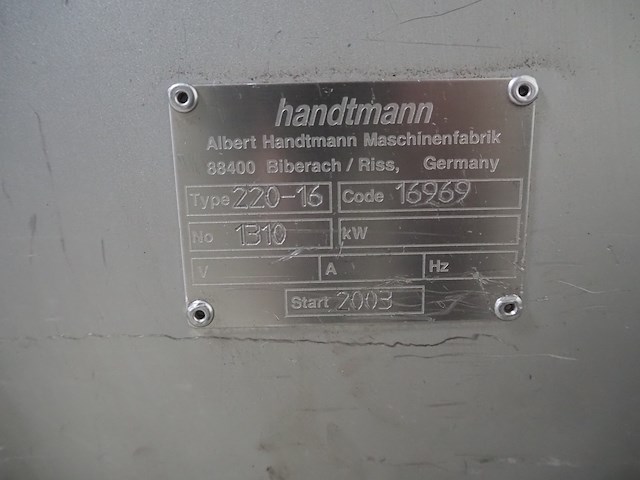 handtmann
Albert Handtmann Maschinenfabrik
88400 Biberach / Riss, Germany
Type 220-16 Code 16969
No 1310 kW
V A Hz
Start 2003